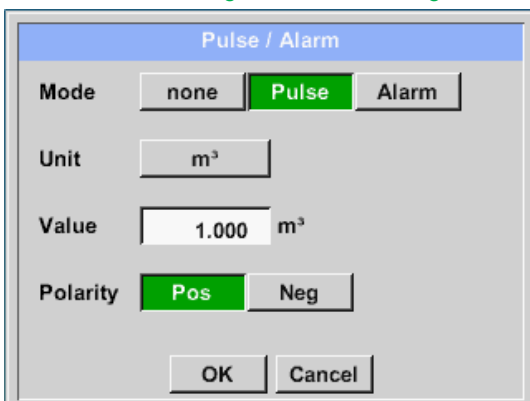 Pulse / Alarm
Mode none Pulse Alarm
Unit m³
Value 1.000 m³
Polarity Pos Neg
OK Cancel